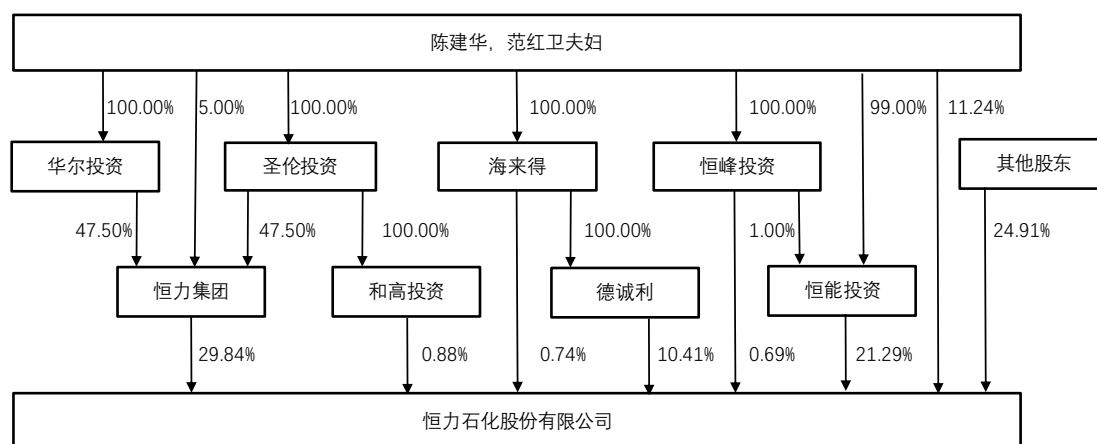 陈建华，范红卫夫妇
100.00%
5.00%
100.00%
100.00%
100.00%
99.00%
11.24%
华尔投资
圣伦投资
海来得
恒峰投资
其他股东
47.50%
47.50%
100.00%
100.00%
1.00%
24.91%
恒力集团
和高投资
德诚利
恒能投资
29.84%
0.88%
0.74%
10.41%
0.69%
21.29%
恒力石化股份有限公司